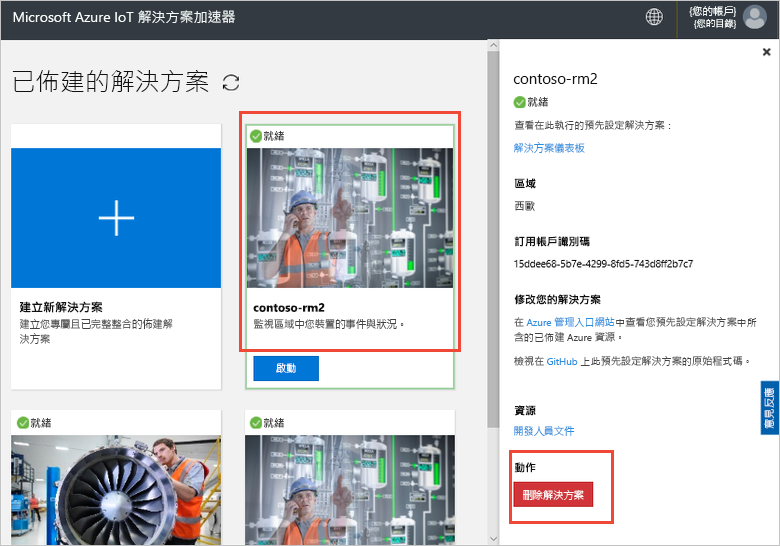 Microsoft Azure IoT 解決方案加速器
{您的帳戶}
{您的目錄}
已佈建的解決方案
建立新解決方案
建立您專屬且已完整整合的佈建解
決方案
就緒
contoso-rm2
監視區域中您裝置的事件與狀況。
啟動
就緒
就緒
contoso-rm2
就緒
查看在此執行的預先設定解決方案：
解決方案儀表板
區域
西歐
訂用帳戶識別碼
15ddee68-5b7e-4299-8fd5-743d8ff2b7c7
修改您的解決方案
在 Azure 管理入口網站中查看您預先設定解決方案中所
含的已佈建 Azure 資源。
檢視在 GitHub 上此預先設定解決方案的原始程式碼。
資源
開發人員文件
動作
刪除解決方案
意見反應